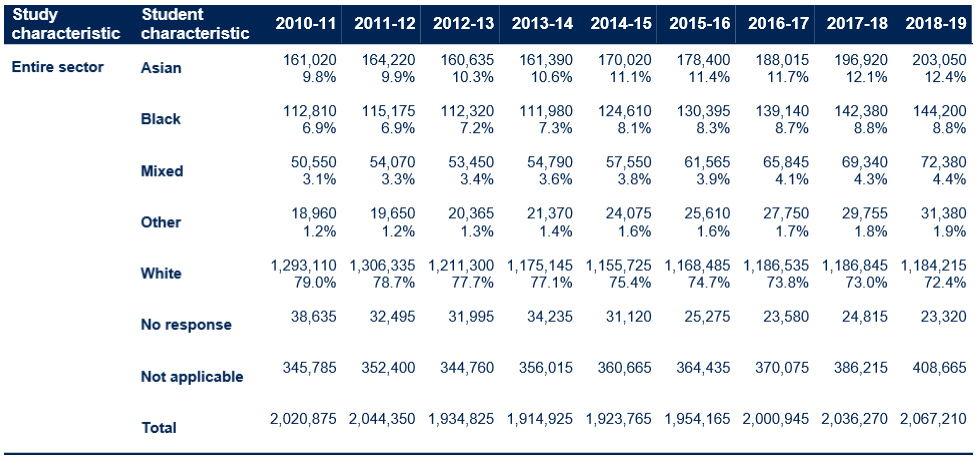 Study characteristic Student characteristic 2010-11 2011-12 2012-13 2013-14 2014-15 2015-16 2016-17 2017-18 2018-19
Entire sector Asian 161,020 164,220 160,635 161,390 170,020 178,400 188,015 196,920 203,050
9.8% 9.9% 10.3% 10.6% 11.1% 11.4% 11.7% 12.1% 12.4%
Black 112,810 115,175 112,320 111,980 124,610 130,395 139,140 142,380 144,200
6.9% 6.9% 7.2% 7.3% 8.1% 8.3% 8.7% 8.8% 8.8%
Mixed 50,550 54,070 53,450 54,790 57,550 61,565 65,845 69,340 72,380
3.1% 3.3% 3.4% 3.6% 3.8% 3.9% 4.1% 4.3% 4.4%
Other 18,960 19,650 20,365 21,370 24,075 25,610 27,750 29,755 31,380
1.2% 1.2% 1.3% 1.4% 1.6% 1.6% 1.7% 1.8% 1.9%
White 1,293,110 1,306,335 1,211,300 1,175,145 1,155,725 1,168,485 1,186,535 1,186,845 1,184,215
79.0% 78.7% 77.7% 77.1% 75.4% 74.7% 73.8% 73.0% 72.4%
No response 38,635 32,495 31,995 34,235 31,120 25,275 23,580 24,815 23,320
Not applicable 345,785 352,400 344,760 356,015 360,665 364,435 370,075 386,215 408,665
Total 2,020,875 2,044,350 1,934,825 1,914,925 1,923,765 1,954,165 2,000,945 2,036,270 2,067,210